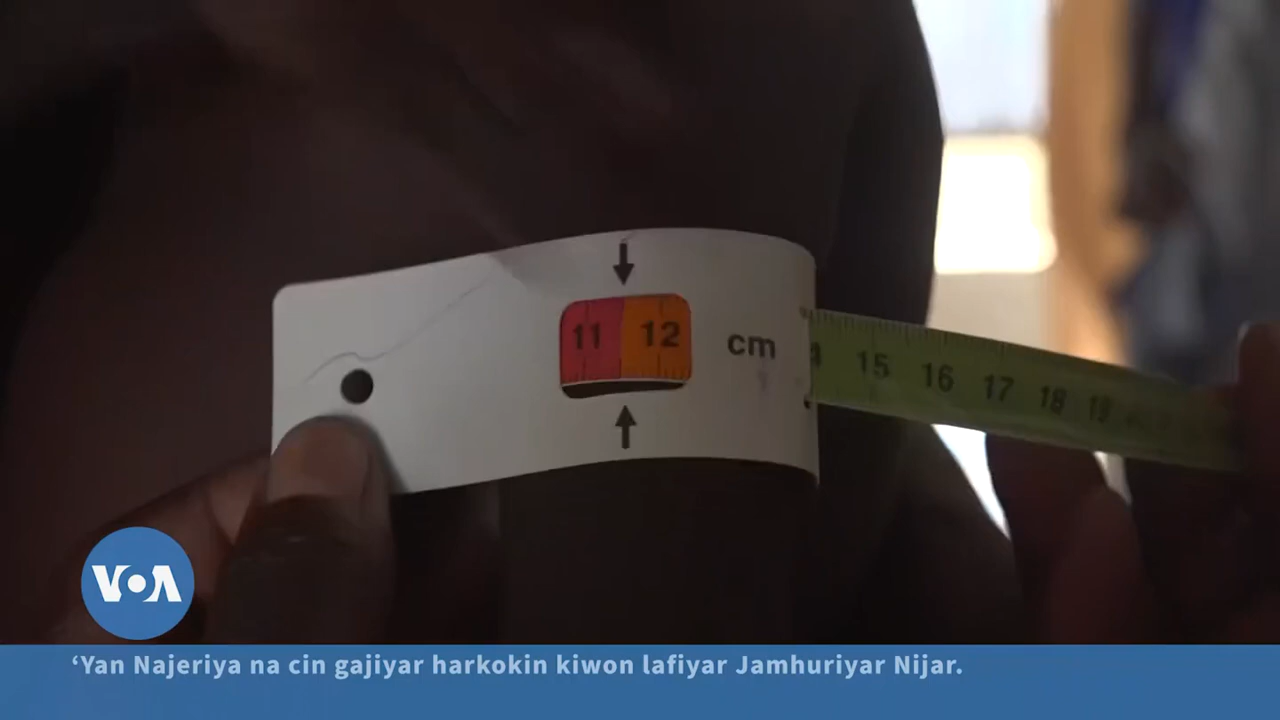 11 12 cm
15 16 17 18 19
VOA
‘Yan Najeriya na cin gajiyar harkokin kiwon lafiyar Jamhuriyar Nijar.